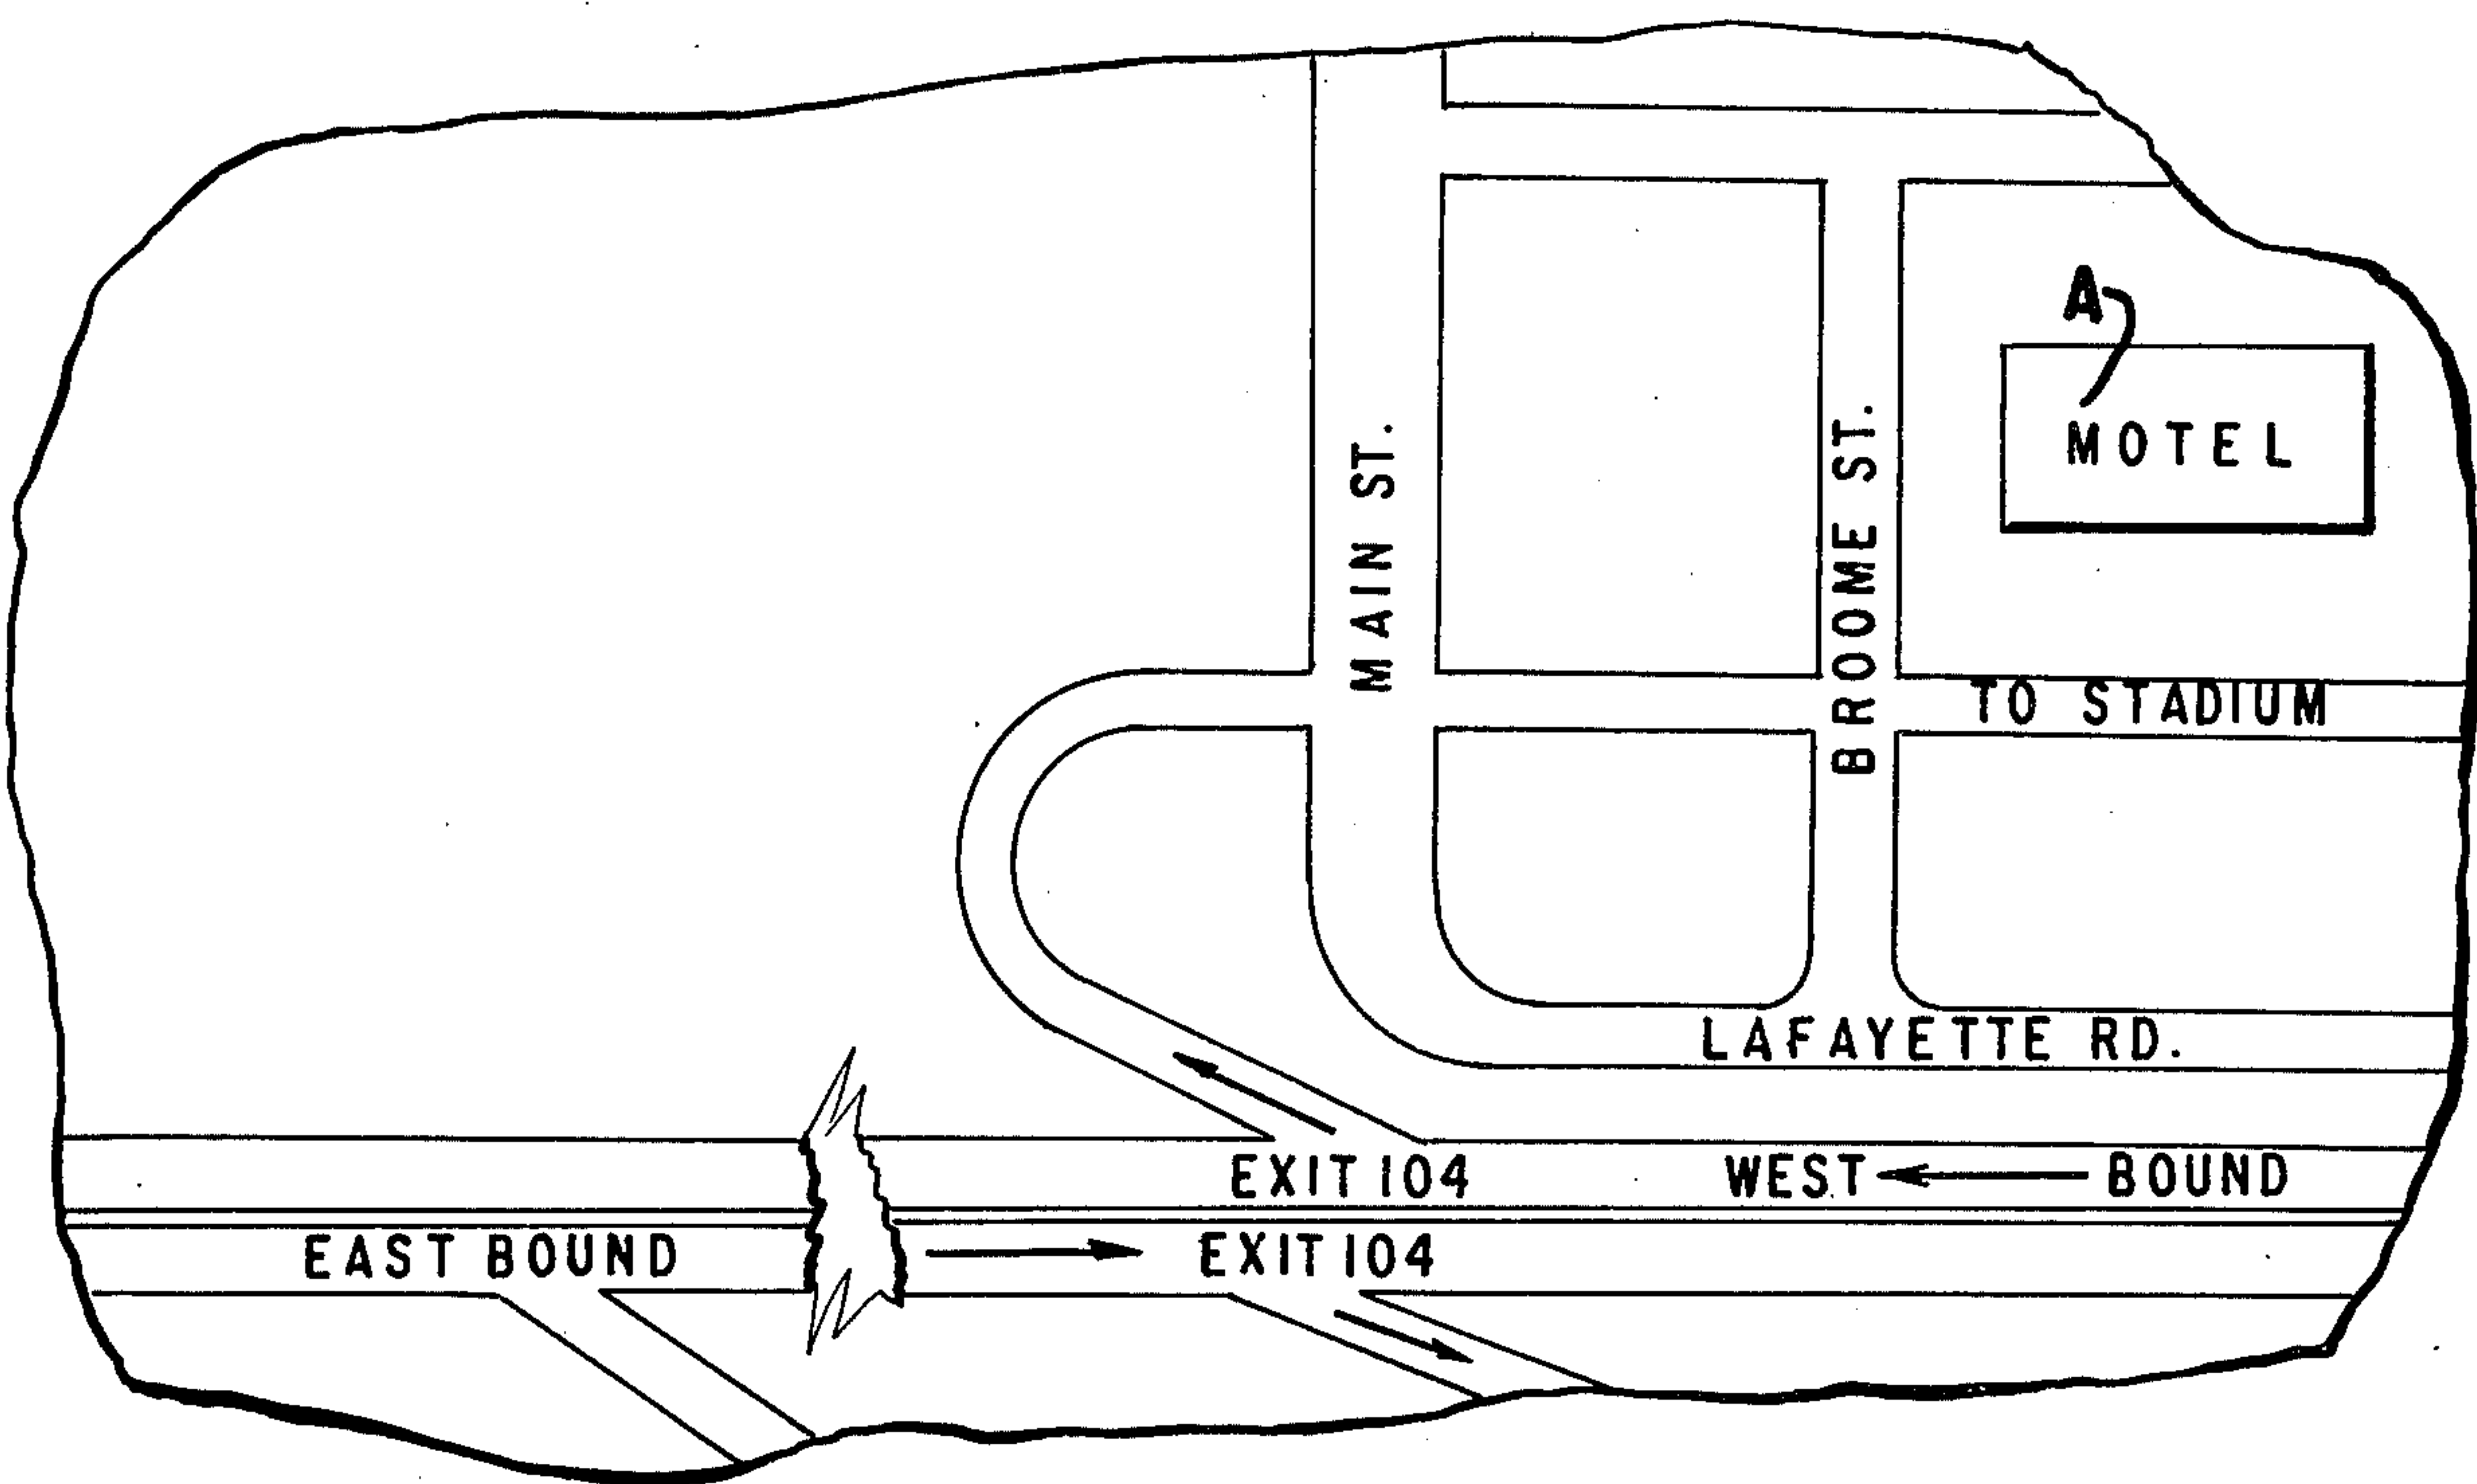 A
MOTEL
MAIN ST.
BROOME ST.
TO STADIUM
LAFAYETTE RD.
EXIT 104
WEST BOUND
EAST BOUND
EXIT 104